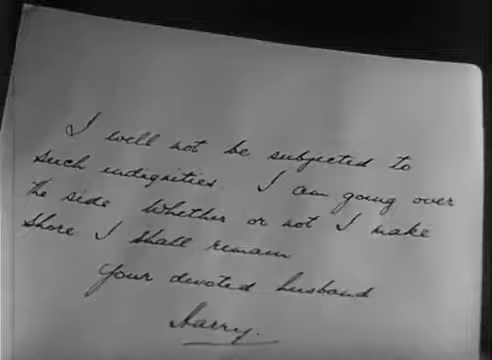 I will not be subjected to
such indignities. I am going over
the side. Whether or not I make
shore I shall remain
Your devoted husband
Harry.